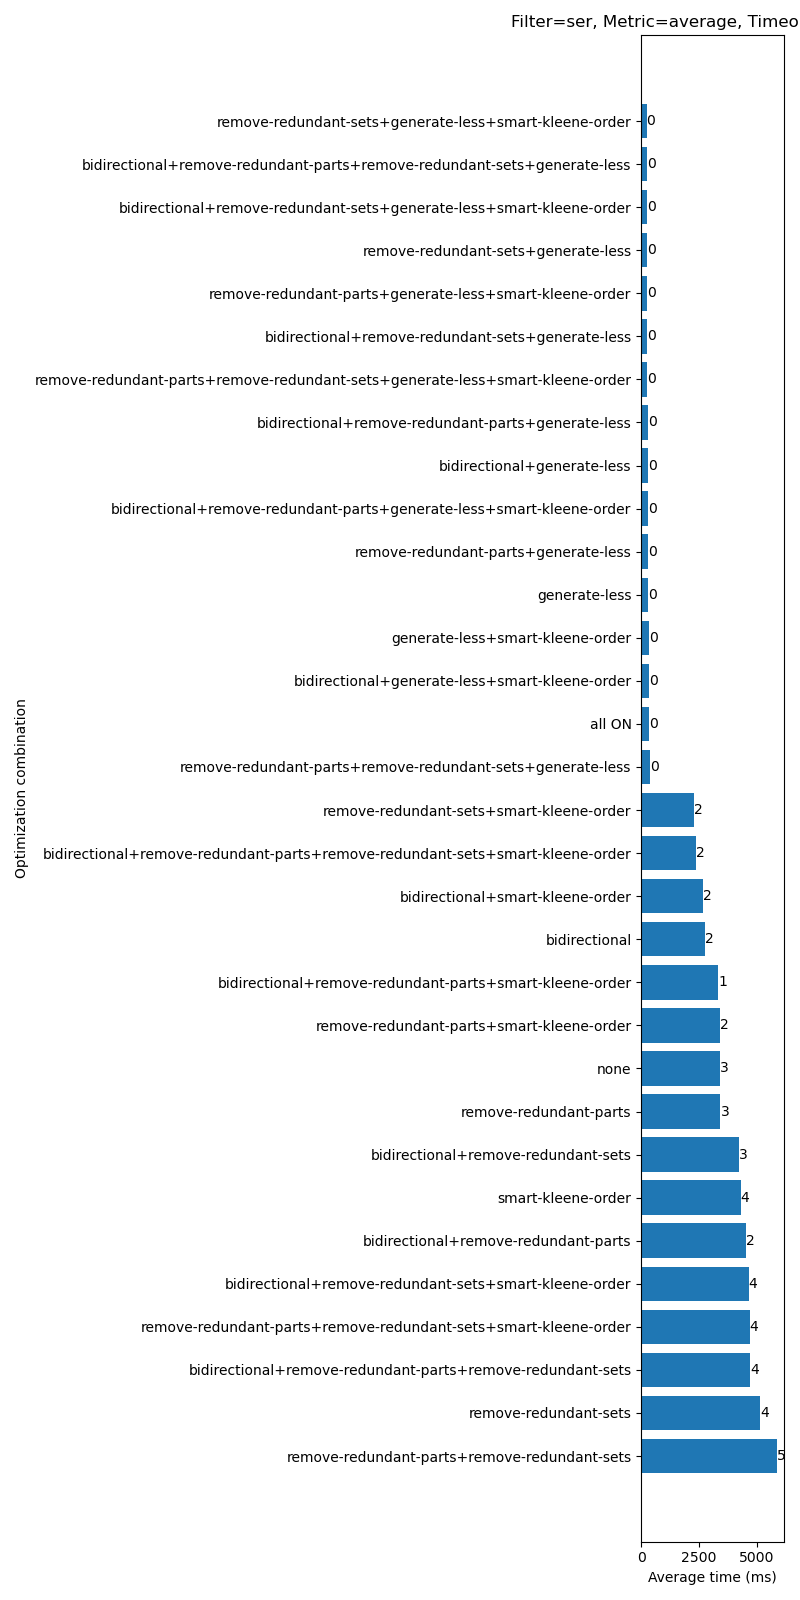 Filter=ser, Metric=average, Timeo
Optimization combination
remove-redundant-sets+generate-less+smart-kleene-order 0
bidirectional+remove-redundant-parts+remove-redundant-sets+generate-less 0
bidirectional+remove-redundant-sets+generate-less+smart-kleene-order 0
remove-redundant-sets+generate-less 0
remove-redundant-parts+generate-less+smart-kleene-order 0
bidirectional+remove-redundant-sets+generate-less 0
remove-redundant-parts+remove-redundant-sets+generate-less+smart-kleene-order 0
bidirectional+remove-redundant-parts+generate-less 0
bidirectional+generate-less 0
bidirectional+remove-redundant-parts+generate-less+smart-kleene-order 0
remove-redundant-parts+generate-less 0
generate-less 0
generate-less+smart-kleene-order 0
bidirectional+generate-less+smart-kleene-order 0
all ON 0
remove-redundant-parts+remove-redundant-sets+generate-less 0
remove-redundant-sets+smart-kleene-order 2
bidirectional+remove-redundant-parts+remove-redundant-sets+smart-kleene-order 2
bidirectional+smart-kleene-order 2
bidirectional 2
bidirectional+remove-redundant-parts+smart-kleene-order 1
remove-redundant-parts+smart-kleene-order 2
none 3
remove-redundant-parts 3
bidirectional+remove-redundant-sets 3
smart-kleene-order 4
bidirectional+remove-redundant-parts 2
bidirectional+remove-redundant-sets+smart-kleene-order 4
remove-redundant-parts+remove-redundant-sets+smart-kleene-order 4
bidirectional+remove-redundant-parts+remove-redundant-sets 4
remove-redundant-sets 4
remove-redundant-parts+remove-redundant-sets 5
0 2500 5000
Average time (ms)